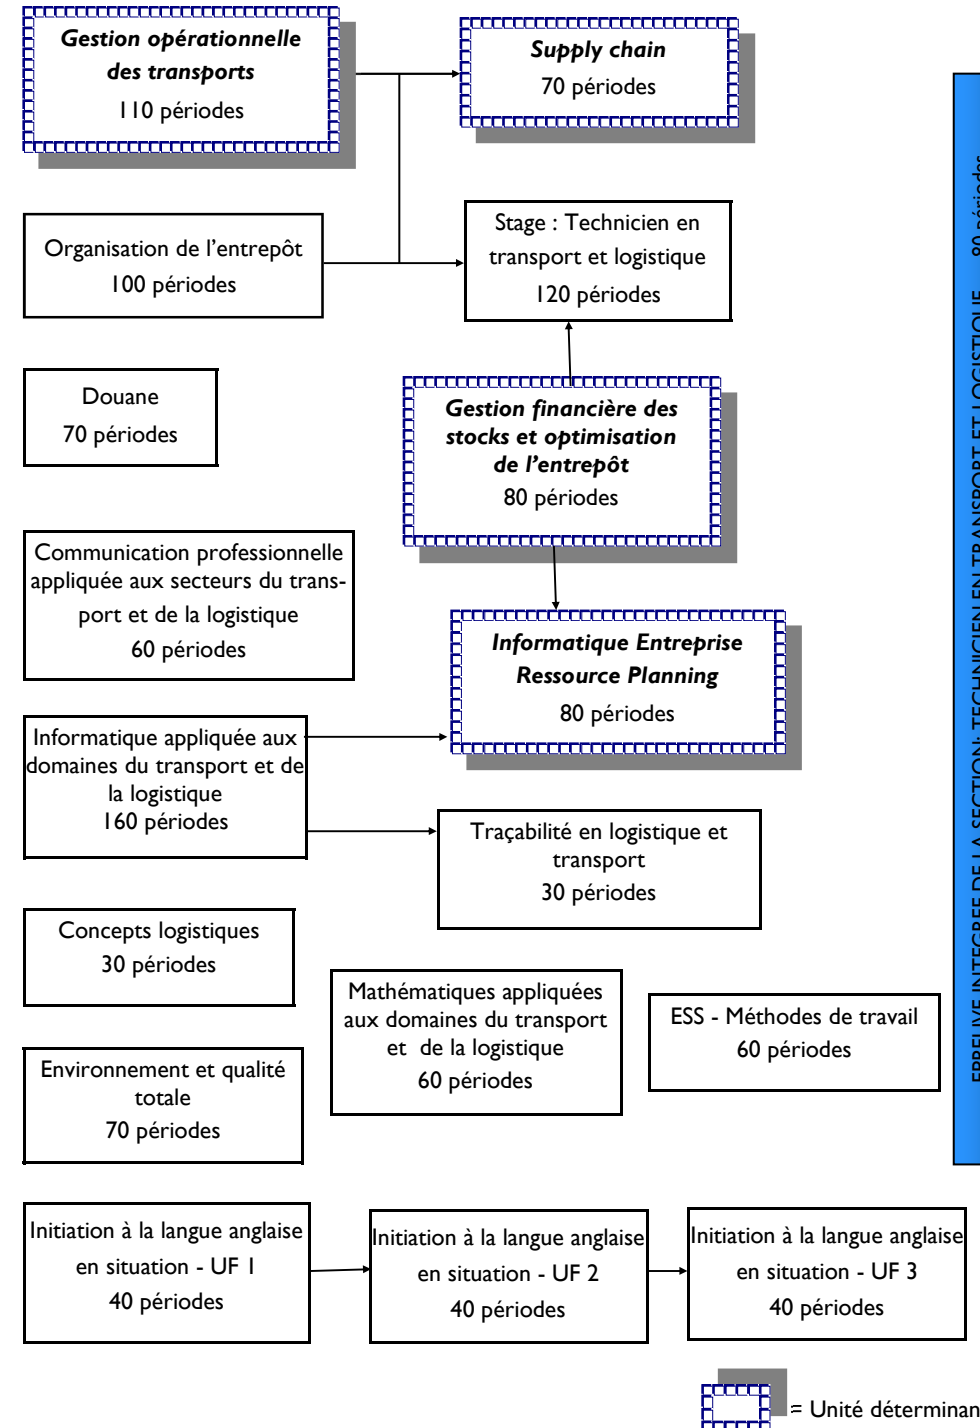 Gestion opérationnelle
des transports
110 périodes
Supply chain
70 périodes
Organisation de l’entrepôt
100 périodes
Stage : Technicien en
transport et logistique
120 périodes
Douane
70 périodes
Gestion financière des
stocks et optimisation
de l’entrepôt
80 périodes
Communication professionnelle
appliquée aux secteurs du trans-
port et de la logistique
60 périodes
Informatique Entreprise
Ressource Planning
80 périodes
Informatique appliquée aux
domaines du transport et de
la logistique
160 périodes
Traçabilité en logistique et
transport
30 périodes
Concepts logistiques
30 périodes
Mathématiques appliquées
aux domaines du transport
et de la logistique
60 périodes
ESS - Méthodes de travail
60 périodes
Environnement et qualité
totale
70 périodes
Initiation à la langue anglaise
en situation - UF 1
40 périodes
Initiation à la langue anglaise
en situation - UF 2
40 périodes
Initiation à la langue anglaise
en situation - UF 3
40 périodes
EPREUVE INTEGREE DE LA SECTION: TECHNICIEN EN TRANSPORT ET LOGISTIQUE 80 périodes
= Unité déterminan